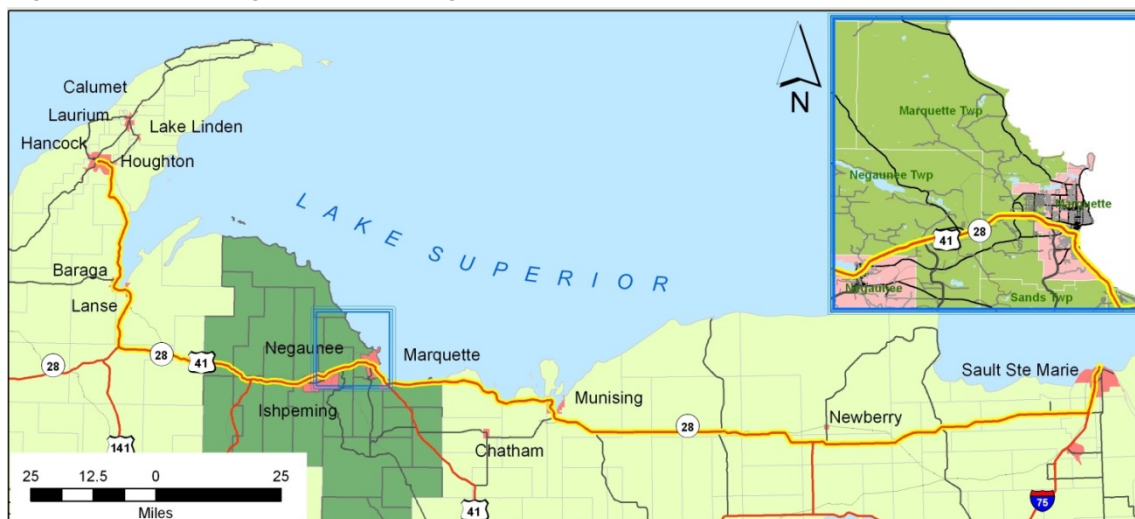 Calumet
Laurium
Lake Linden
Hancock
Houghton
LAKE SUPERIOR
Baraga
Lanse
28
28
41
141
Negaunee
Ishpeming
Marquette
Munising
Chatham
41
28
Newberry
Sault Ste Marie
75
N
25 12.5 0 25
Miles
Marquette Twp
Negaunee Twp
Marquette
41
28
Negaunee
Sands Twp